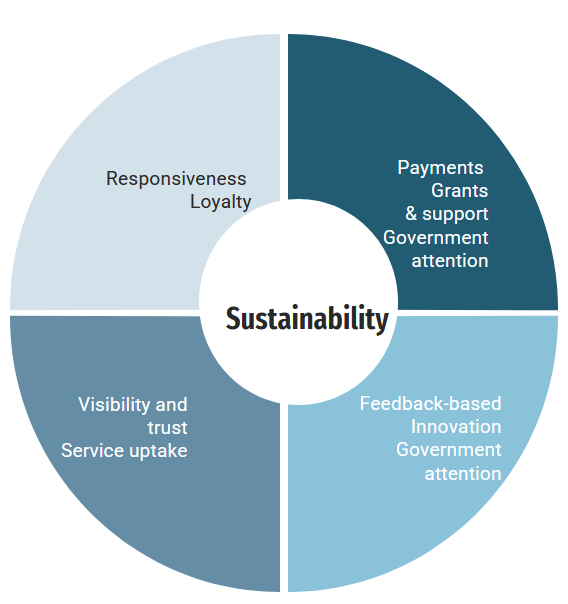 Responsiveness
Loyalty
Payments
Grants
& support
Government
attention
Sustainability
Visibility and
trust
Service uptake
Feedback-based
Innovation
Government
attention